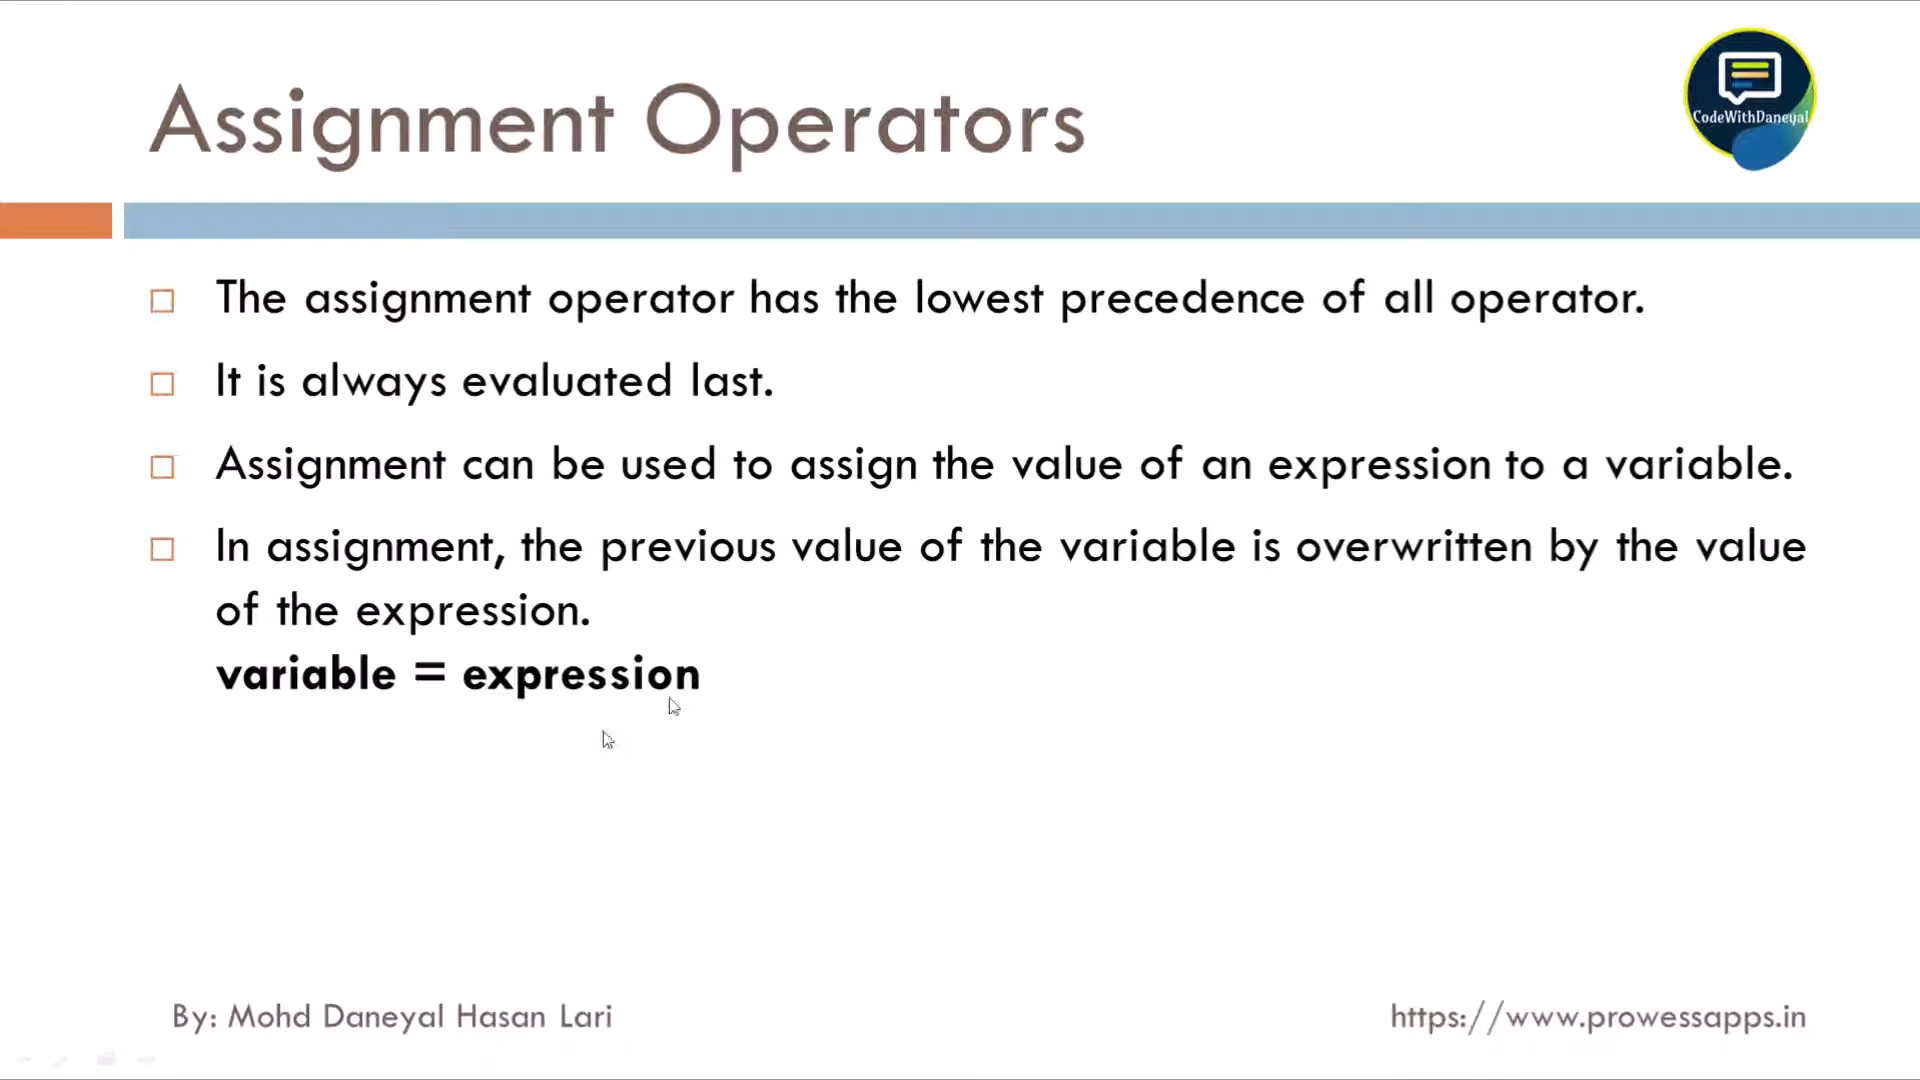 Assignment Operators
CodeWithDaneyal
The assignment operator has the lowest precedence of all operator.
It is always evaluated last.
Assignment can be used to assign the value of an expression to a variable.
In assignment, the previous value of the variable is overwritten by the value
of the expression.
variable = expression
By: Mohd Daneyal Hasan Lari
https://www.prowessapps.in